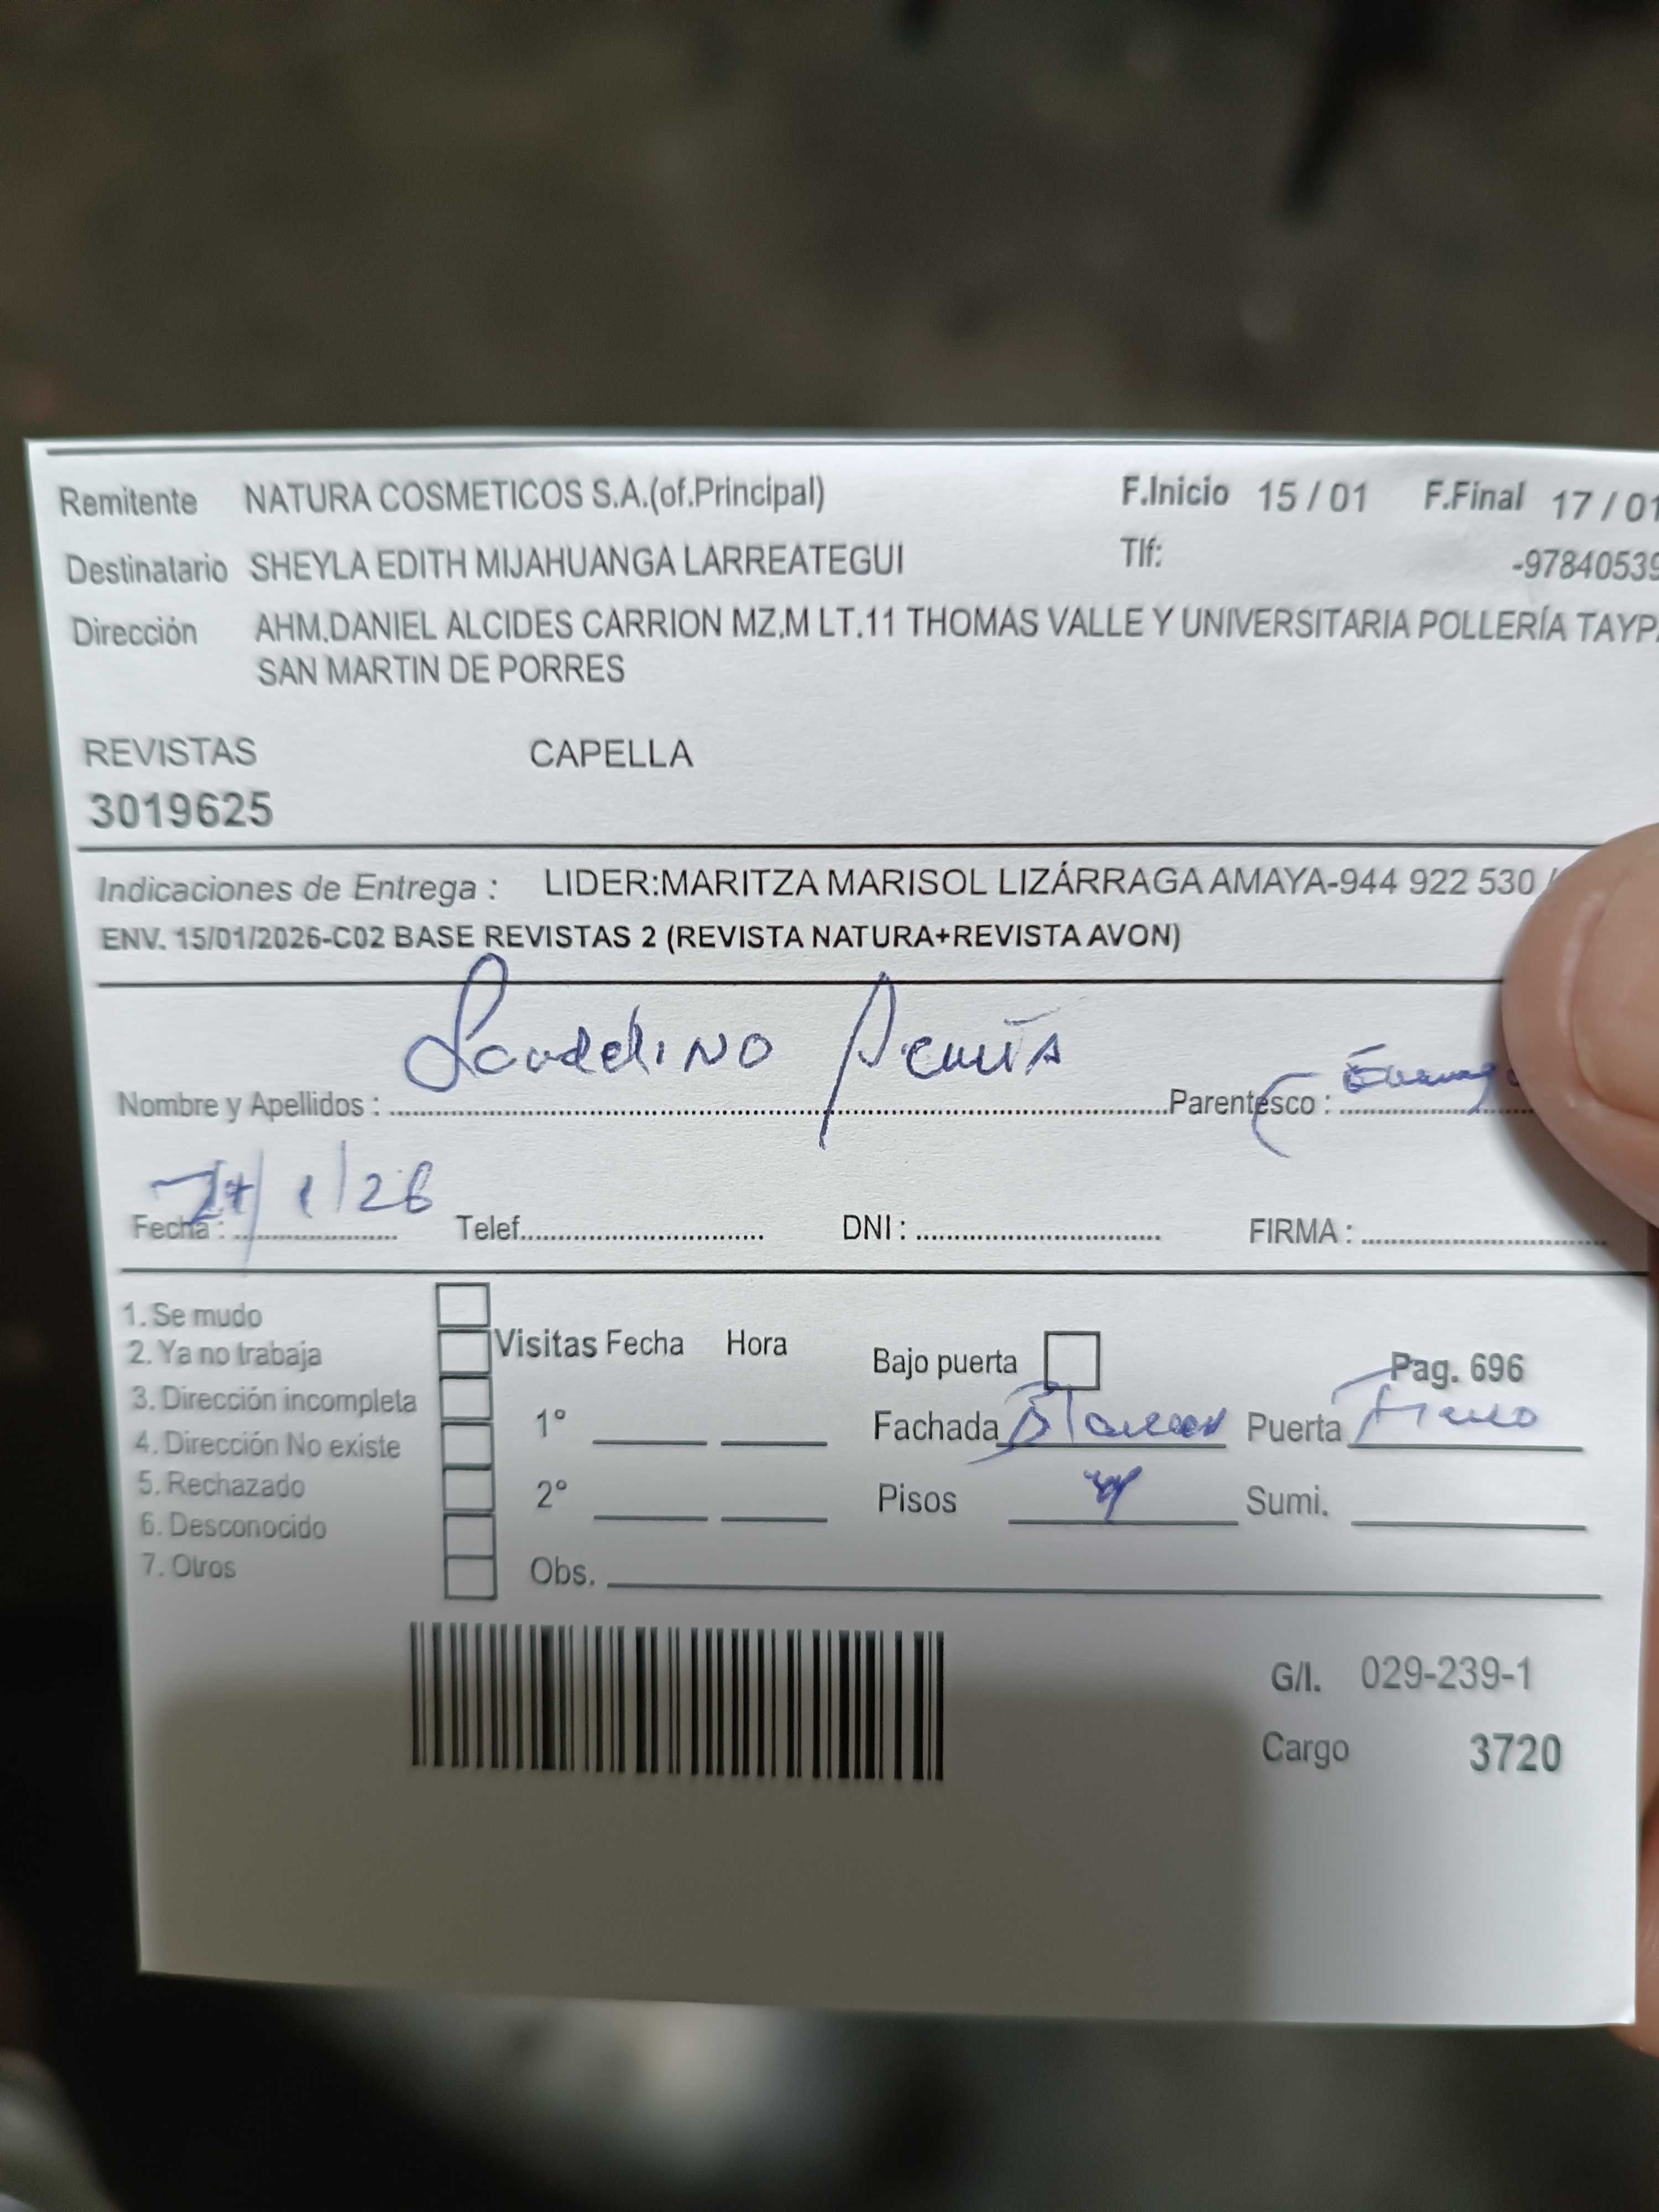 Remitente NATURA COSMETICOS S.A.(of.Principal) F.Inicio 15 / 01 F.Final 17 / 01
Destinatario SHEYLA EDITH MIJAHUANGA LARREATEGUI Tlf: -97840539
Dirección AHM.DANIEL ALCIDES CARRION MZ.M LT.11 THOMAS VALLE Y UNIVERSITARIA POLLERÍA TAYP
SAN MARTIN DE PORRES
REVISTAS CAPELLA
3019625
Indicaciones de Entrega : LIDER:MARITZA MARISOL LIZÁRRAGA AMAYA-944 922 530 /
ENV. 15/01/2026-C02 BASE REVISTAS 2 (REVISTA NATURA+REVISTA AVON)
Nombre y Apellidos : Parentesco :
Fecha : /1/26 Telef. DNI : FIRMA :
1. Se mudo
2. Ya no trabaja Visitas Fecha Hora Bajo puerta Pag. 696
3. Dirección incompleta 1° Fachada Puerta
4. Dirección No existe
5. Rechazado 2° Pisos Sumi.
6. Desconocido
7. Otros Obs.
G/I. 029-239-1
Cargo 3720